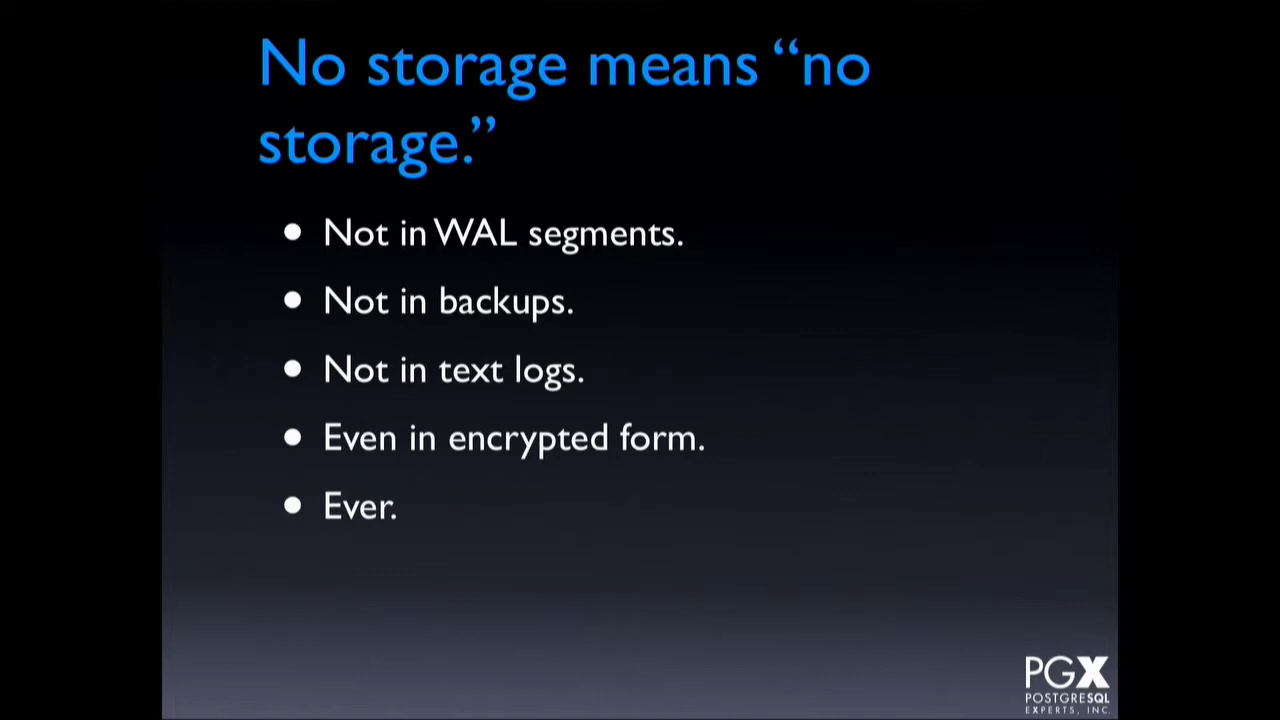 No storage means “no
storage.”
• Not in WAL segments.
• Not in backups.
• Not in text logs.
• Even in encrypted form.
• Ever.
PGX
POSTGRESQL
EXPERTS, INC.